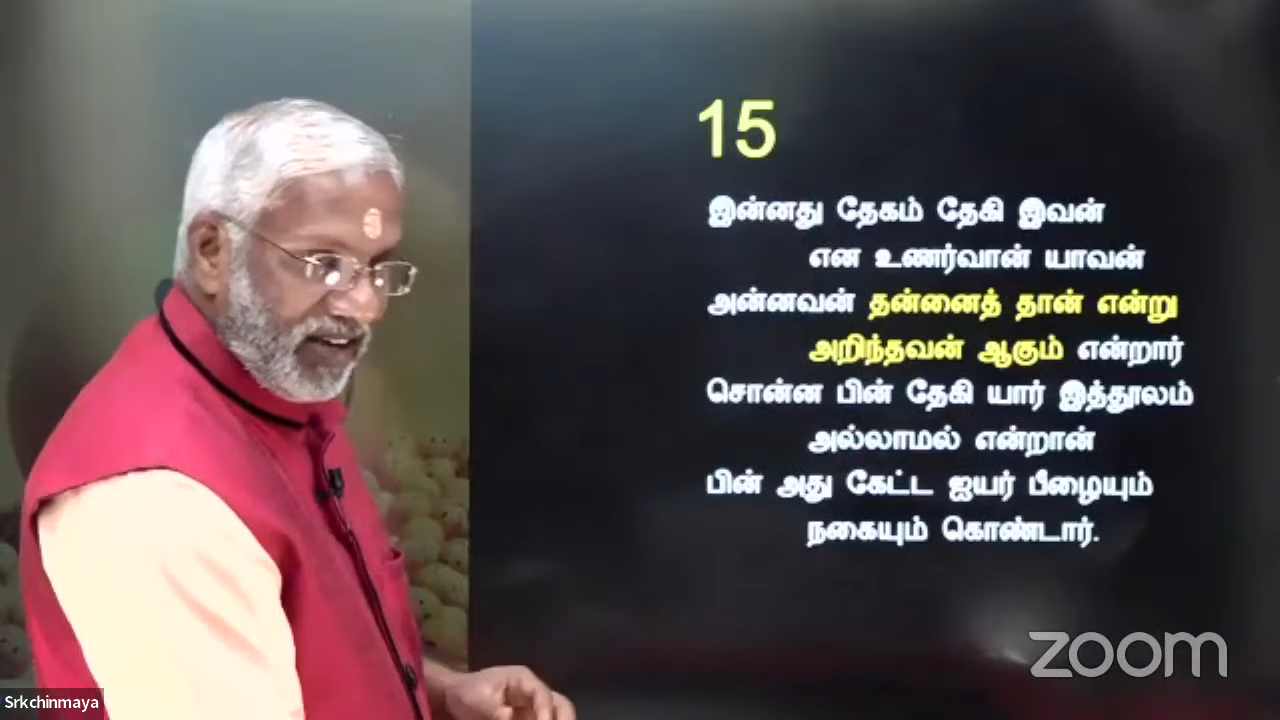 15
இன்னது தேகம் தேகி இவன்
என உணர்வான் யாவன்
அன்னவன் தன்னைத் தான் என்று
அறிந்தவன் ஆகும் என்றார்
சொன்ன பின் தேகி யார் இத்தூலம்
அல்லாமல் என்றான்
பின் அது கேட்ட ஐயர் பீழையும்
நகையும் கொண்டார்.
zoom
Srkchinmaya